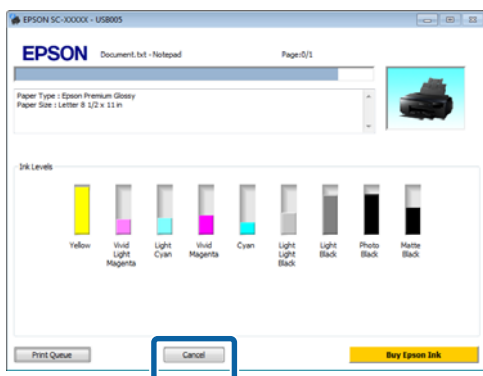 EPSON SC-XXXXX - USB005
EPSON Document.txt - Notepad Page:0/1
Paper Type : Epson Premium Glossy
Paper Size : Letter 8 1/2 x 11 in
Ink Levels
Yellow Vivid Light Magenta Light Cyan Vivid Magenta Cyan Light Light Black Light Black Photo Black Matte Black
Print Queue Cancel Buy Epson Ink